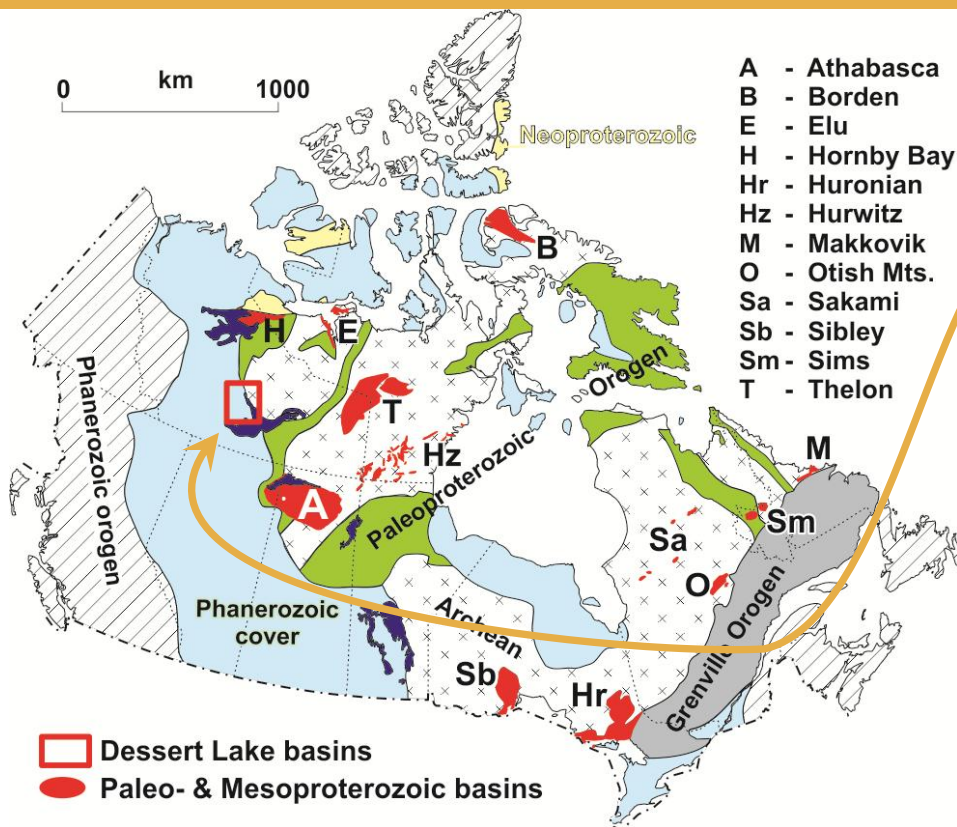 0 km 1000
A - Athabasca
B - Borden
E - Elu
H - Hornby Bay
Hr - Huronian
Hz - Hurwitz
M - Makkovik
O - Otish Mts.
Sa - Sakami
Sb - Sibley
Sm - Sims
T - Thelon
Neoproterozoic
B
H
E
T
Hz
A
Phanerozoic orogen
Paleoproterozoic Orogen
M
Sm
Sa
O
Phanerozoic
cover
Archean
Grenville Orogen
Sb
Hr
Dessert Lake basins
Paleo- & Mesoproterozoic basins